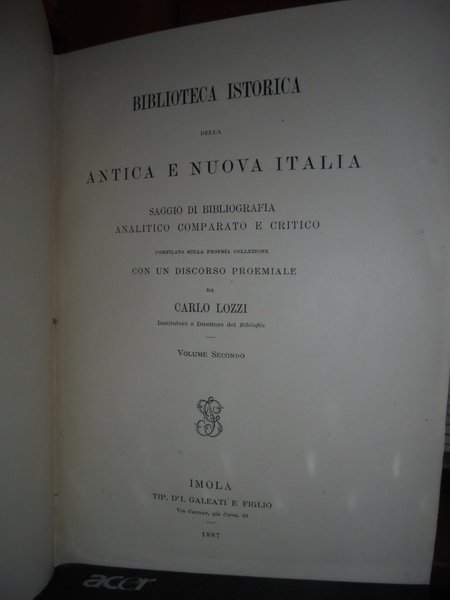 BIBLIOTECA ISTORICA
DELLA
ANTICA E NUOVA ITALIA
SAGGIO DI BIBLIOGRAFIA
ANALITICO COMPARATO E CRITICO
COMPILATO SULLA PROPRIA COLLEZIONE
CON UN DISCORSO PROEMIALE
DA
CARLO LOZZI
Institutore e Direttore del Bibliofilo
VOLUME SECONDO
IMOLA
TIP. D'I. GALEATI E FIGLIO
Via Cavour, già Corso, 35
1887
acer